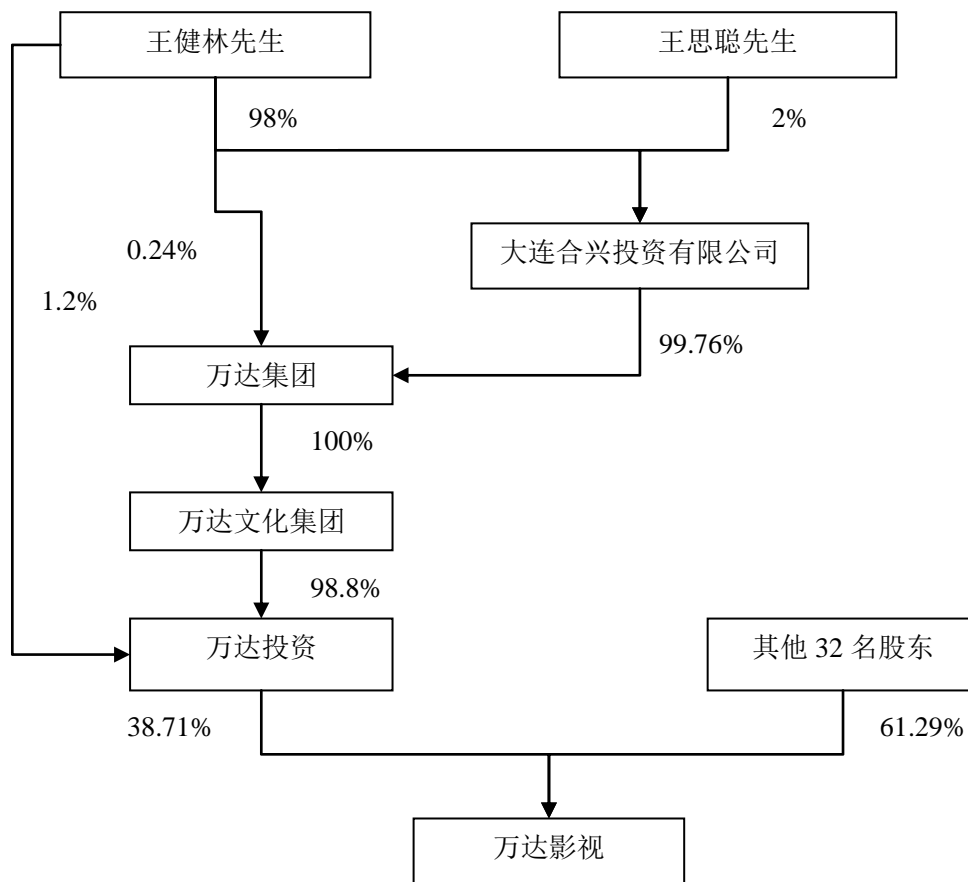 王健林先生
王思聪先生
98%
2%
0.24%
大连合兴投资有限公司
1.2%
99.76%
万达集团
100%
万达文化集团
98.8%
万达投资
其他 32 名股东
38.71%
61.29%
万达影视